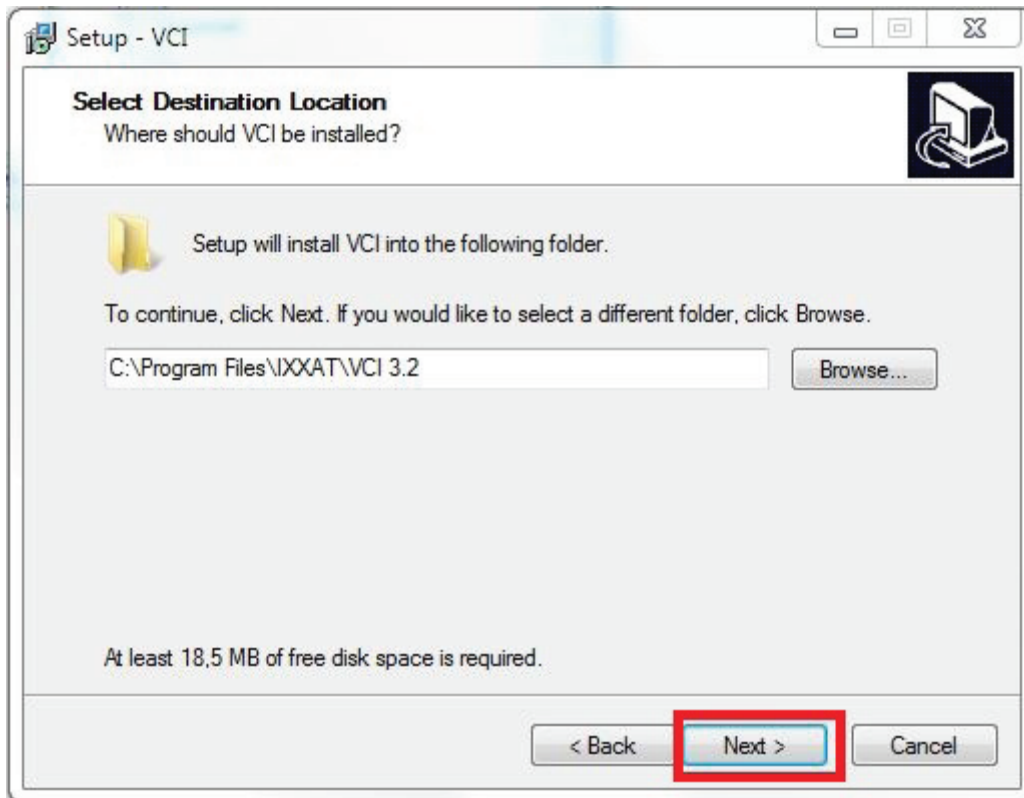 Setup - VCI
Select Destination Location
Where should VCI be installed?
Setup will install VCI into the following folder.
To continue, click Next. If you would like to select a different folder, click Browse.
C:\Program Files\IXXAT\VCI 3.2
Browse...
At least 18,5 MB of free disk space is required.
< Back
Next >
Cancel